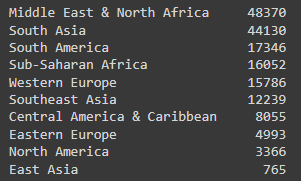 Middle East & North Africa 48370
South Asia 44130
South America 17346
Sub-Saharan Africa 16052
Western Europe 15786
Southeast Asia 12239
Central America & Caribbean 8055
Eastern Europe 4993
North America 3366
East Asia 765